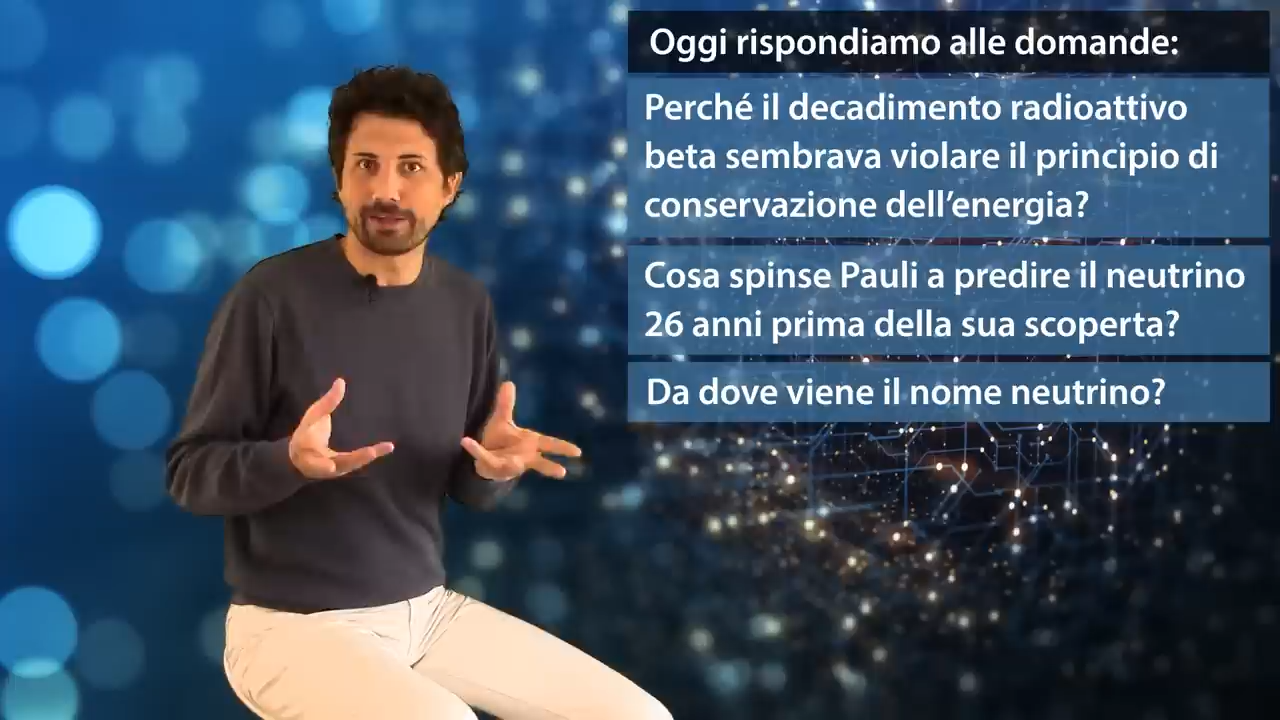 Oggi rispondiamo alle domande:
Perché il decadimento radioattivo
beta sembrava violare il principio di
conservazione dell’energia?
Cosa spinse Pauli a predire il neutrino
26 anni prima della sua scoperta?
Da dove viene il nome neutrino?